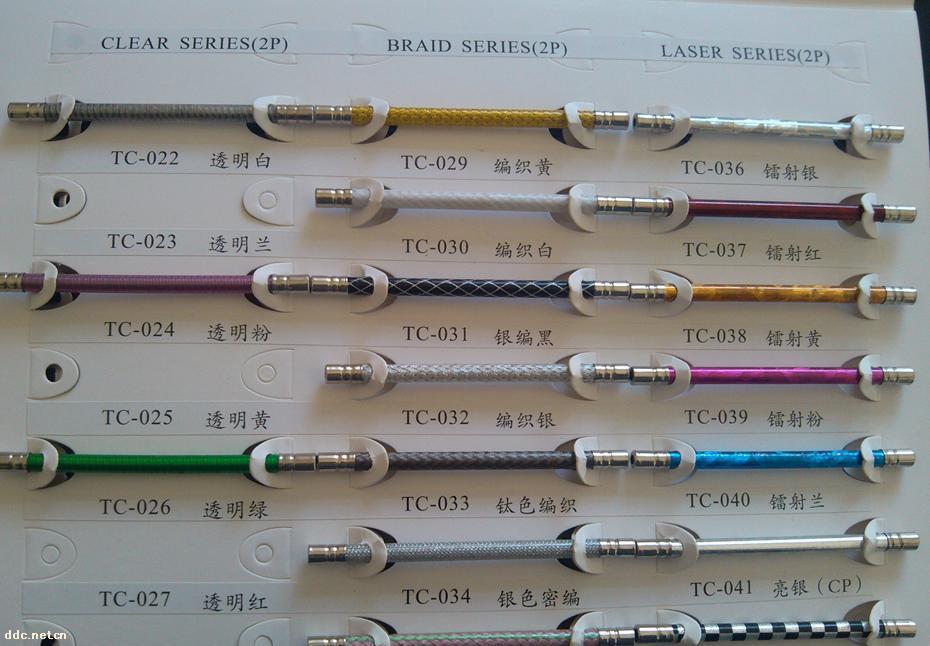 CLEAR SERIES(2P) BRAID SERIES(2P) LASER SERIES(2P)
TC-022 透明白 TC-029 编织黄 TC-036 镭射银
TC-023 透明兰 TC-030 编织白 TC-037 镭射红
TC-024 透明粉 TC-031 银编黑 TC-038 镭射黄
TC-025 透明黄 TC-032 编织银 TC-039 镭射粉
TC-026 透明绿 TC-033 钛色编织 TC-040 镭射兰
TC-027 透明红 TC-034 银色密编 TC-041 亮银（CP）
ddc.net.cn